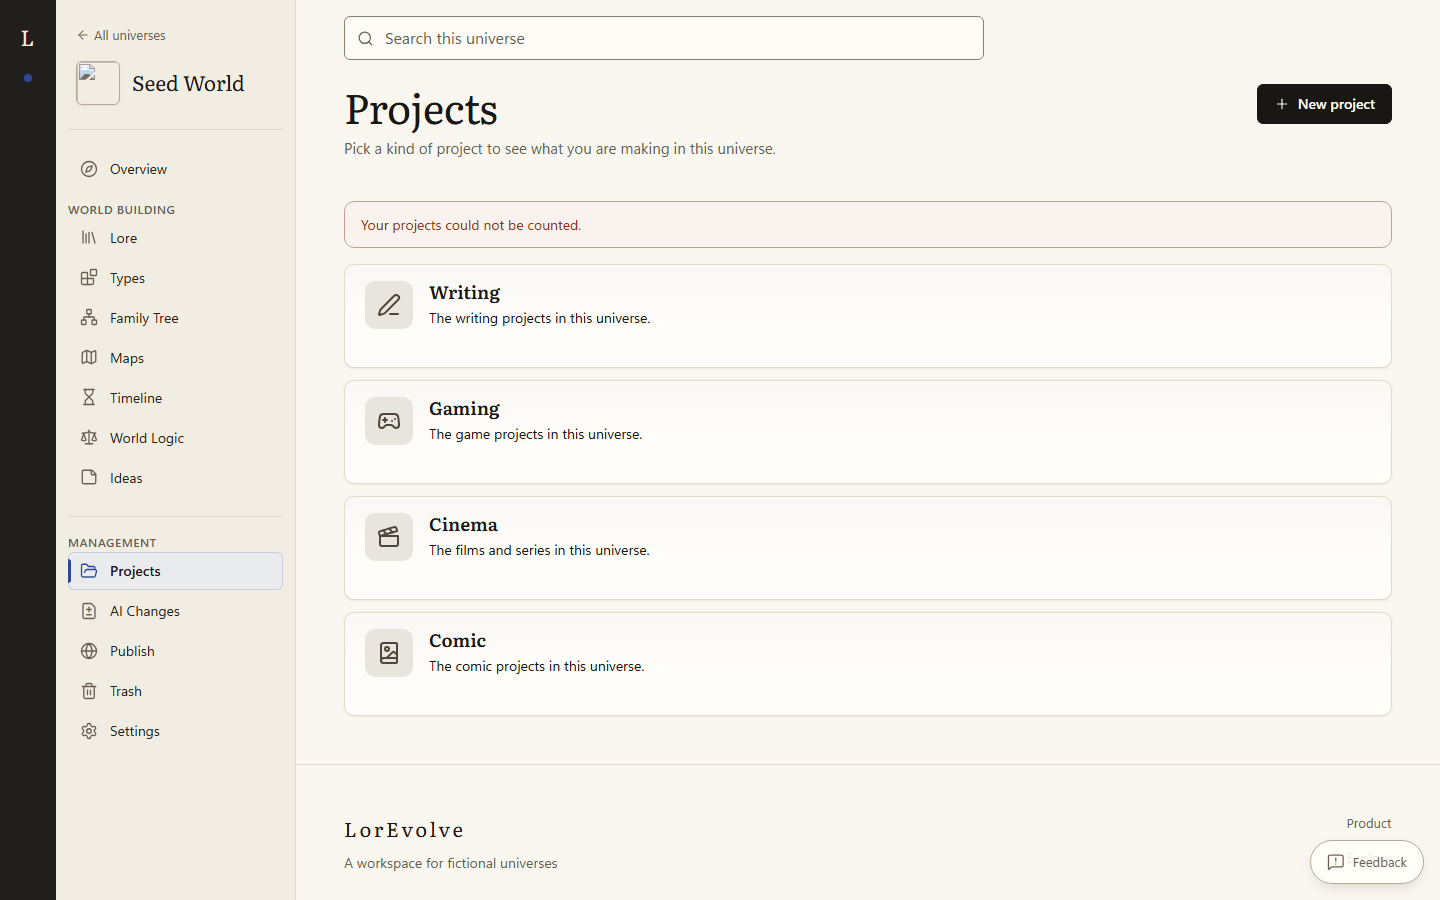 L
All universes
Seed World
Overview
WORLD BUILDING
Lore
Types
Family Tree
Maps
Timeline
World Logic
Ideas
MANAGEMENT
Projects
AI Changes
Publish
Trash
Settings
Search this universe
Projects
New project
Pick a kind of project to see what you are making in this universe.
Your projects could not be counted.
Writing
The writing projects in this universe.
Gaming
The game projects in this universe.
Cinema
The films and series in this universe.
Comic
The comic projects in this universe.
LorEvolve
A workspace for fictional universes
Product
Feedback